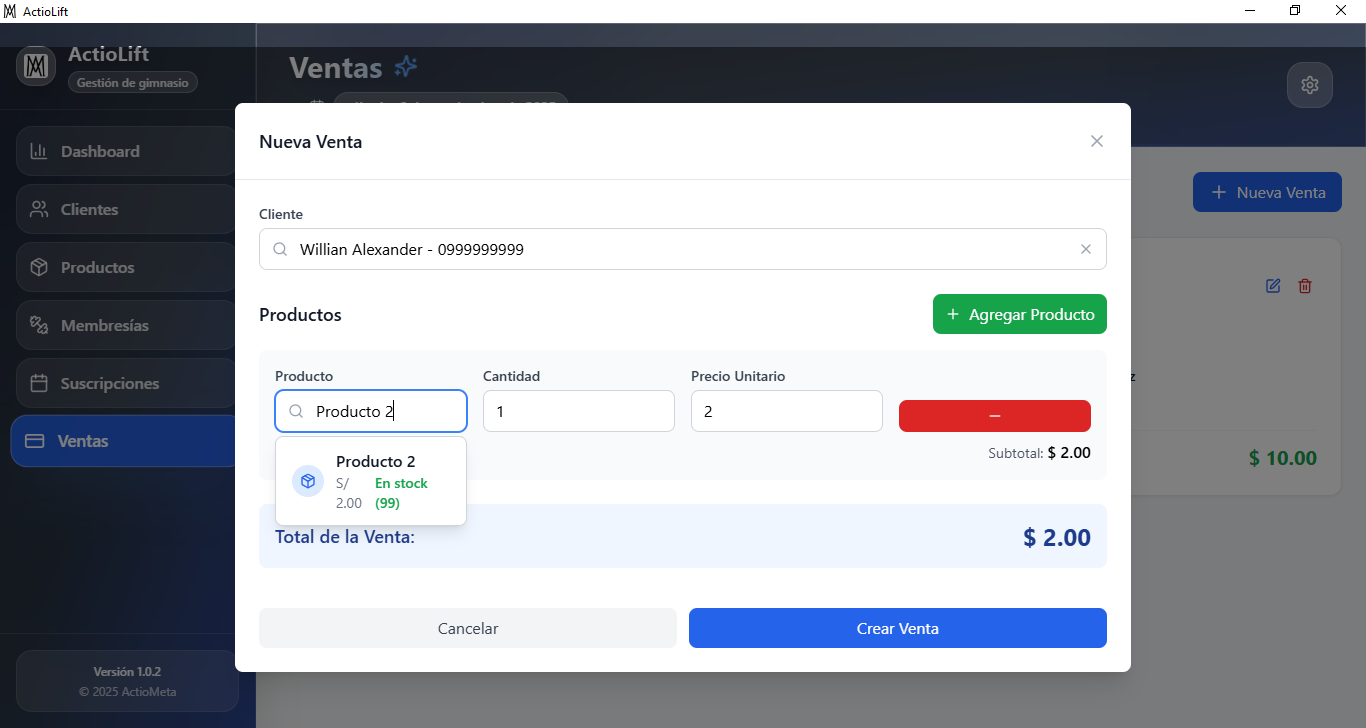 ActioLift
ActioLift
Gestión de gimnasio
Dashboard
Clientes
Productos
Membresías
Suscripciones
Ventas
Versión 1.0.2
© 2025 ActioMeta
Ventas
Nueva Venta
$ 10.00
Nueva Venta
Cliente
Willian Alexander - 0999999999
Productos
Agregar Producto
Producto
Cantidad
Precio Unitario
Producto 2
1
2
Subtotal: $ 2.00
Producto 2
S/ 2.00
En stock (99)
Total de la Venta:
$ 2.00
Cancelar
Crear Venta